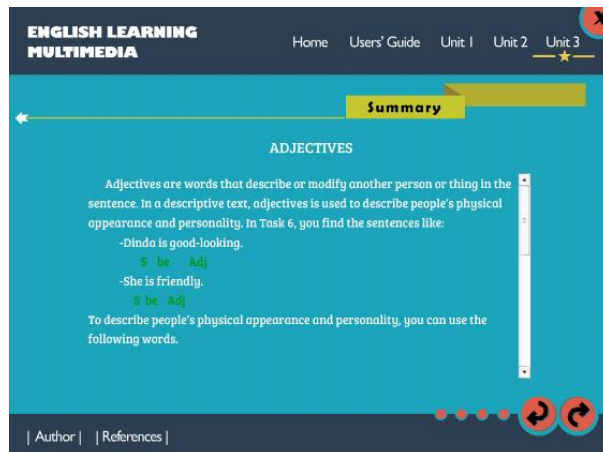 ENGLISH LEARNING
MULTIMEDIA
Home Users' Guide Unit 1 Unit 2 Unit 3
X
Summary
ADJECTIVES
Adjectives are words that describe or modify another person or thing in the
sentence. In a descriptive text, adjectives is used to describe people's physical
appearance and personality. In Task 6, you find the sentences like:
-Dinda is good-looking.
S be Adj
-She is friendly.
S be Adj
To describe people's physical appearance and personality, you can use the
following words.
| Author | | References |